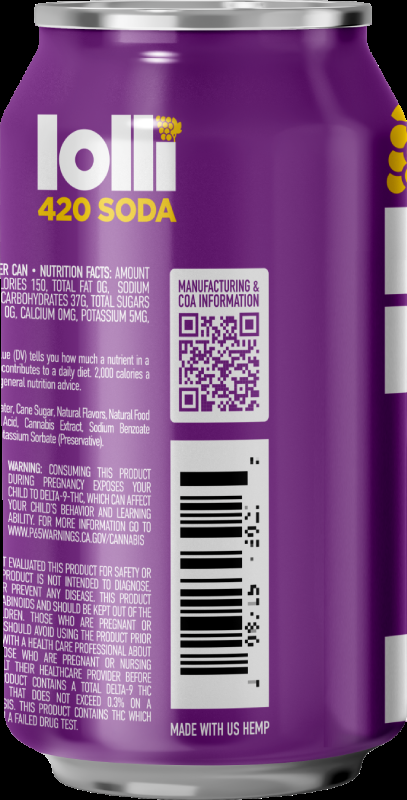 lolli
420 SODA
ER CAN • NUTRITION FACTS: AMOUNT
LORIES 150, TOTAL FAT 0G, SODIUM
CARBOHYDRATES 37G, TOTAL SUGARS
0G, CALCIUM 0MG, POTASSIUM 5MG,
ue (DV) tells you how much a nutrient in a
contributes to a daily diet. 2,000 calories a
general nutrition advice.
ater, Cane Sugar, Natural Flavors, Natural Food
Acid, Cannabis Extract, Sodium Benzoate
tassium Sorbate (Preservative).
WARNING: CONSUMING THIS PRODUCT
DURING PREGNANCY EXPOSES YOUR
CHILD TO DELTA-9-THC, WHICH CAN AFFECT
YOUR CHILD'S BEHAVIOR AND LEARNING
ABILITY. FOR MORE INFORMATION GO TO
WWW.P65WARNINGS.CA.GOV/CANNABIS
T EVALUATED THIS PRODUCT FOR SAFETY OR
PRODUCT IS NOT INTENDED TO DIAGNOSE,
R PREVENT ANY DISEASE. THIS PRODUCT
ABINOIDS AND SHOULD BE KEPT OUT OF THE
LDREN. THOSE WHO ARE PREGNANT OR
SHOULD AVOID USING THE PRODUCT PRIOR
WITH A HEALTH CARE PROFESSIONAL ABOUT
OSE WHO ARE PREGNANT OR NURSING
LT THEIR HEALTHCARE PROVIDER BEFORE
ODUCT CONTAINS A TOTAL DELTA-9 THC
THAT DOES NOT EXCEED 0.3% ON A
SIS. THIS PRODUCT CONTAINS THC WHICH
A FAILED DRUG TEST.
MANUFACTURING &
COA INFORMATION
MADE WITH US HEMP